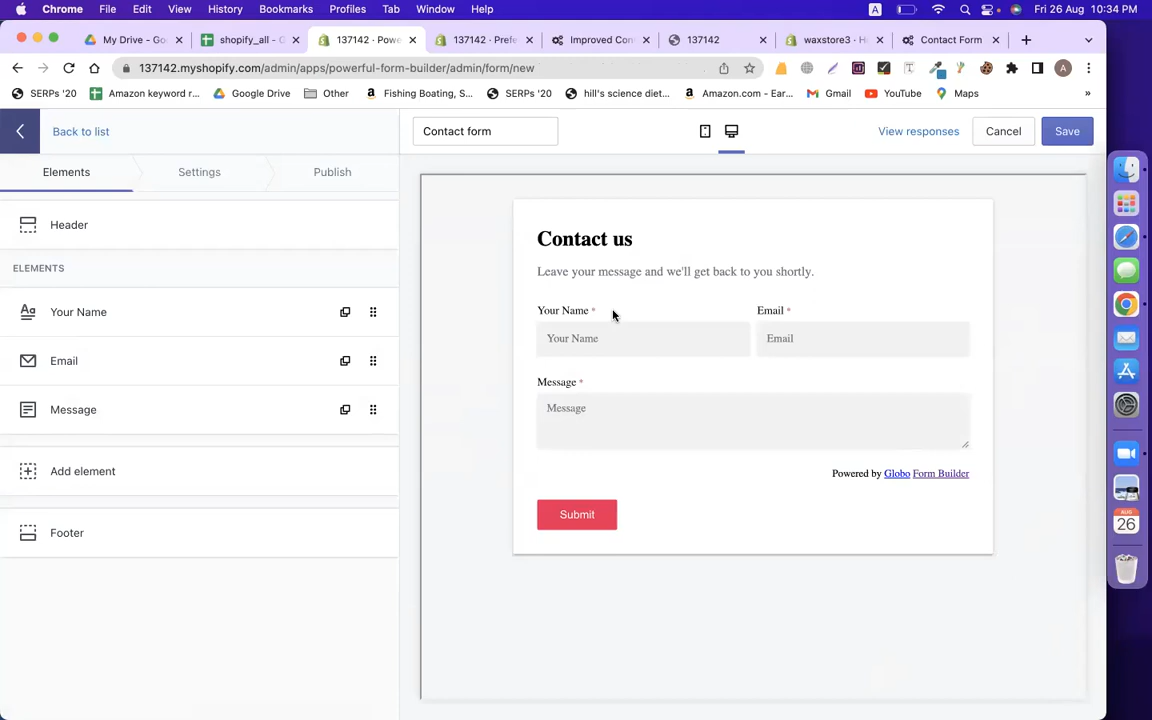 Chrome File Edit View History Bookmarks Profiles Tab Window Help A Fri 26 Aug 10:34 PM
My Drive - Go
shopify_all - G
137142 · Pow
137142 · Prefe
Improved Con
137142
waxstore3 · H
Contact Form
137142.myshopify.com/admin/apps/powerful-form-builder/admin/form/new
A
SERPs '20
Amazon keyword r...
Google Drive
Other
Fishing Boating, S...
SERPs '20
hill's science diet...
Amazon.com - Ear...
Gmail
YouTube
Maps
»
Back to list
Contact form
View responses
Cancel
Save
Elements
Settings
Publish
Header
ELEMENTS
Your Name
Email
Message
Add element
Footer
Contact us
Leave your message and we'll get back to you shortly.
Your Name *
Email *
Your Name
Email
Message *
Message
Powered by Globo Form Builder
Submit
AUG
26